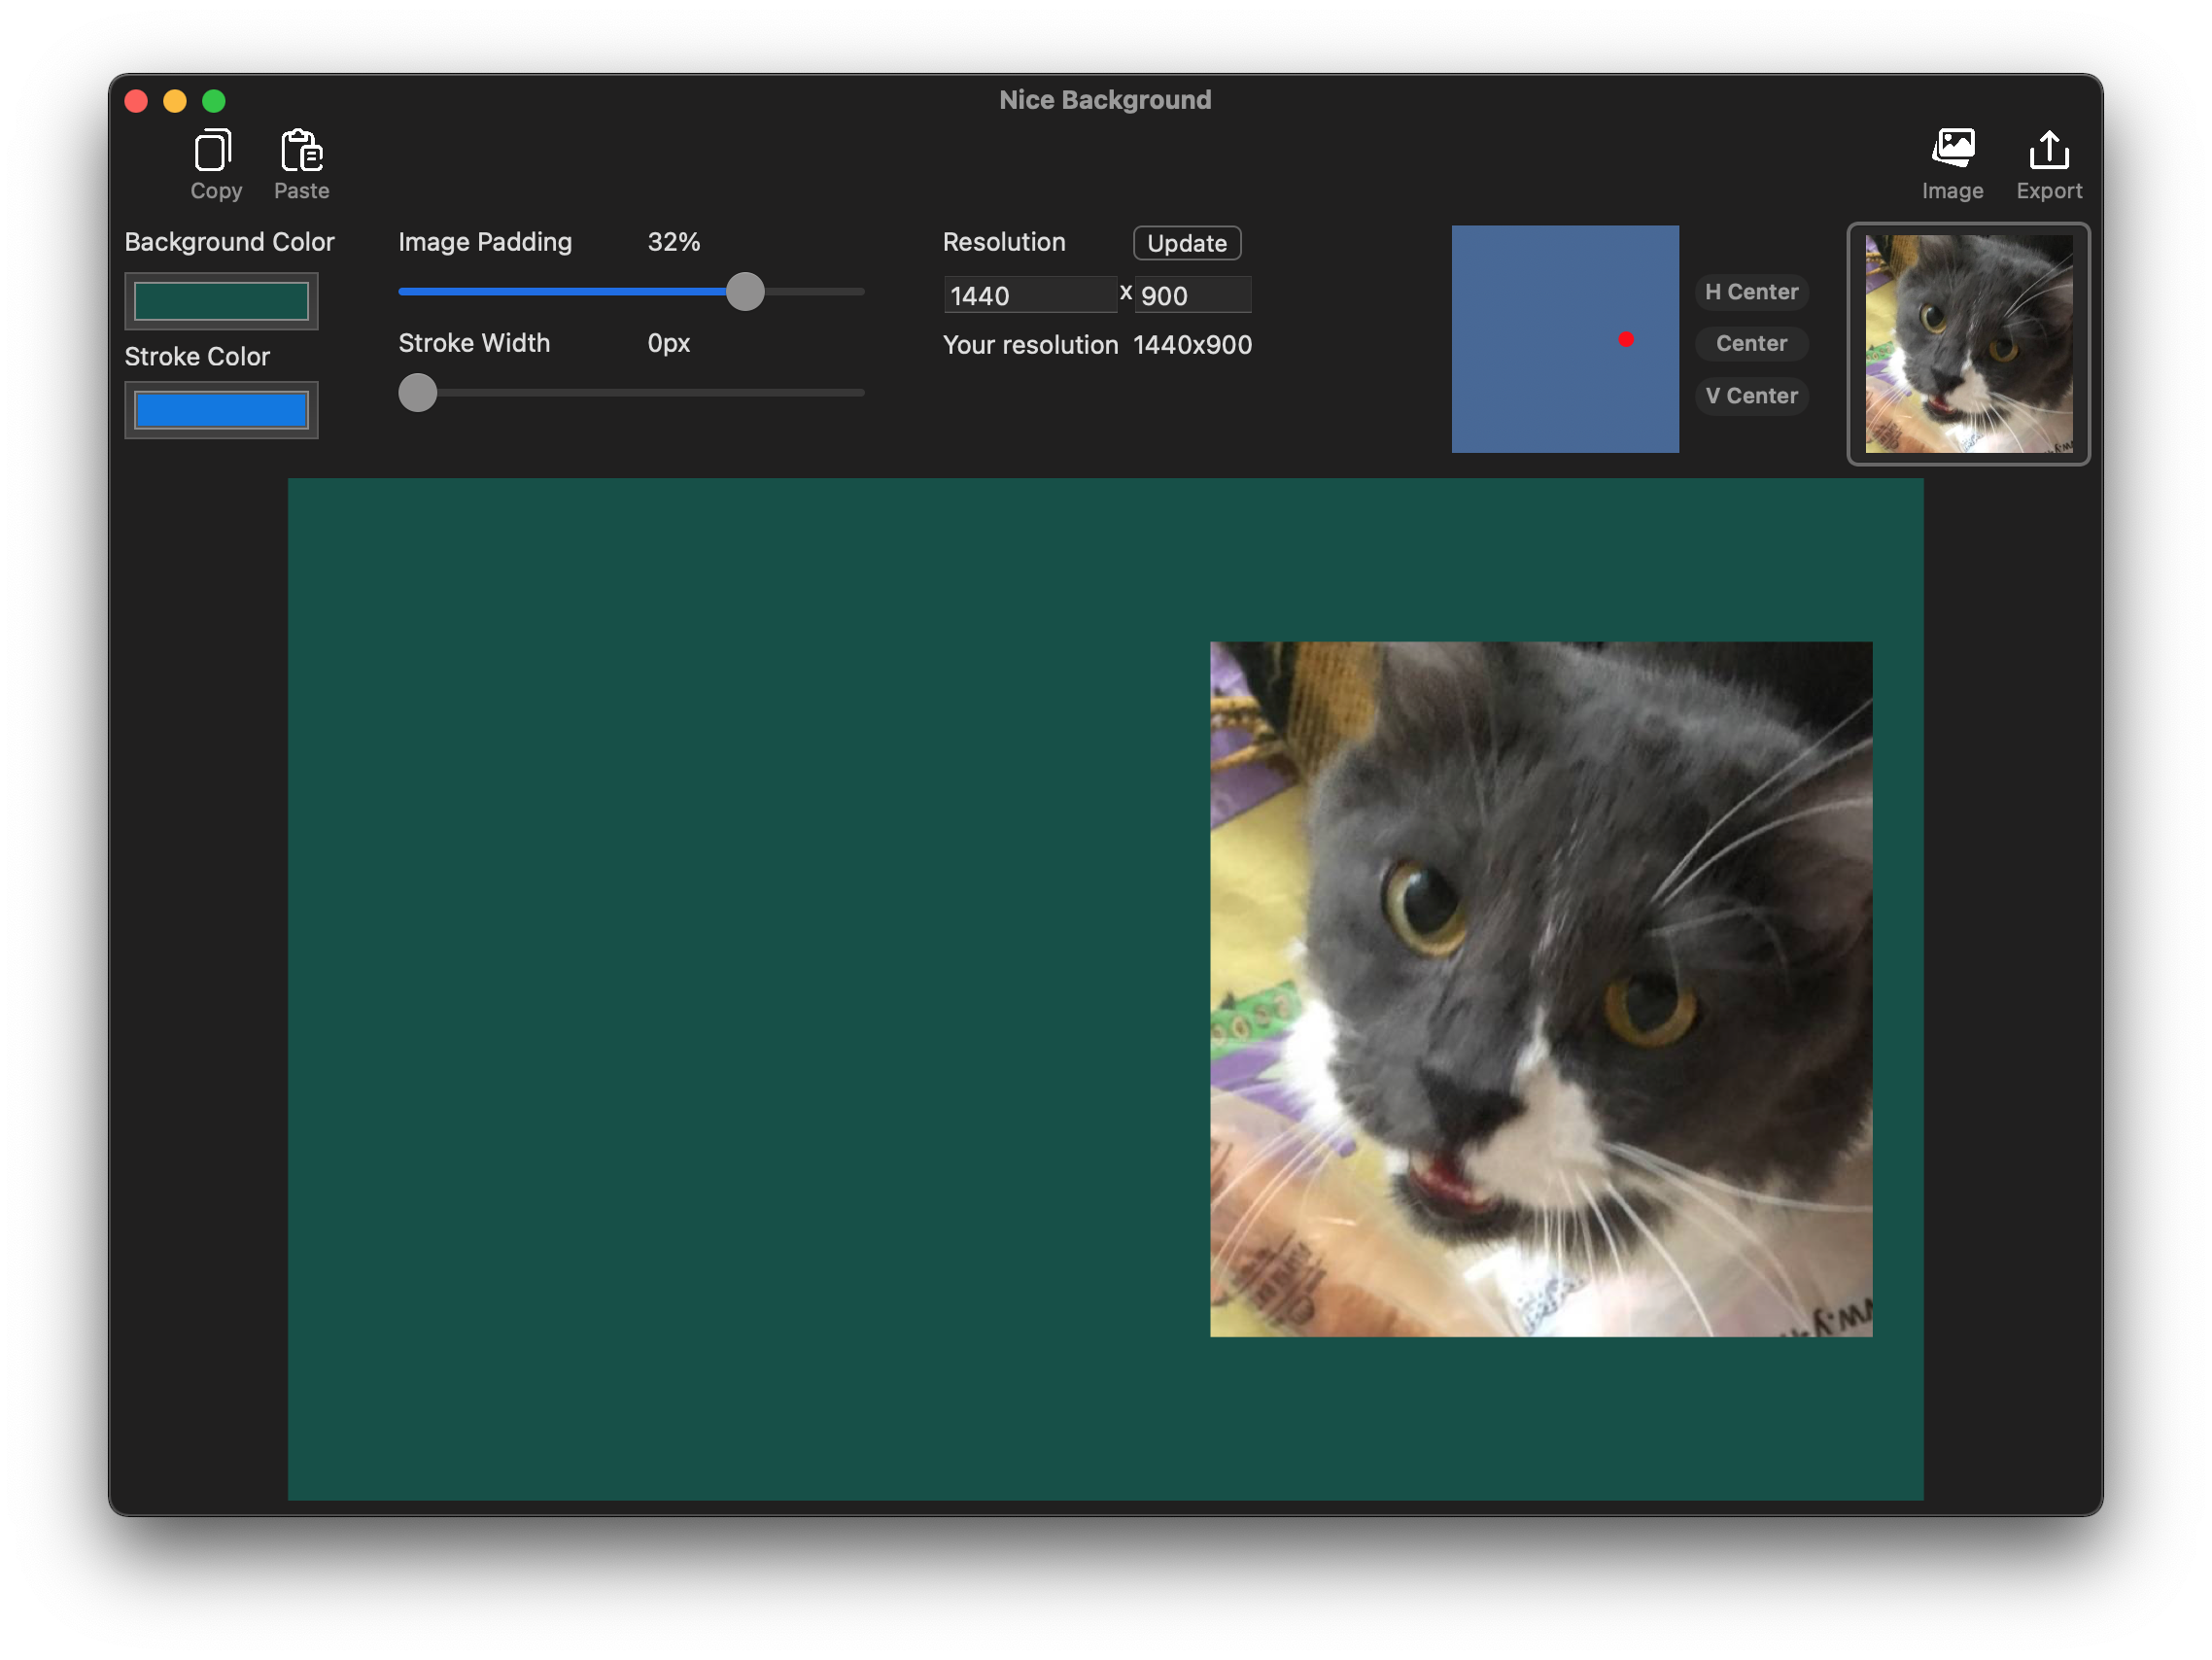 Nice Background
Copy Paste Image Export
Background Color
Image Padding 32%
Resolution Update
1440 x 900
Stroke Color
Stroke Width 0px
Your resolution 1440x900
H Center
Center
V Center